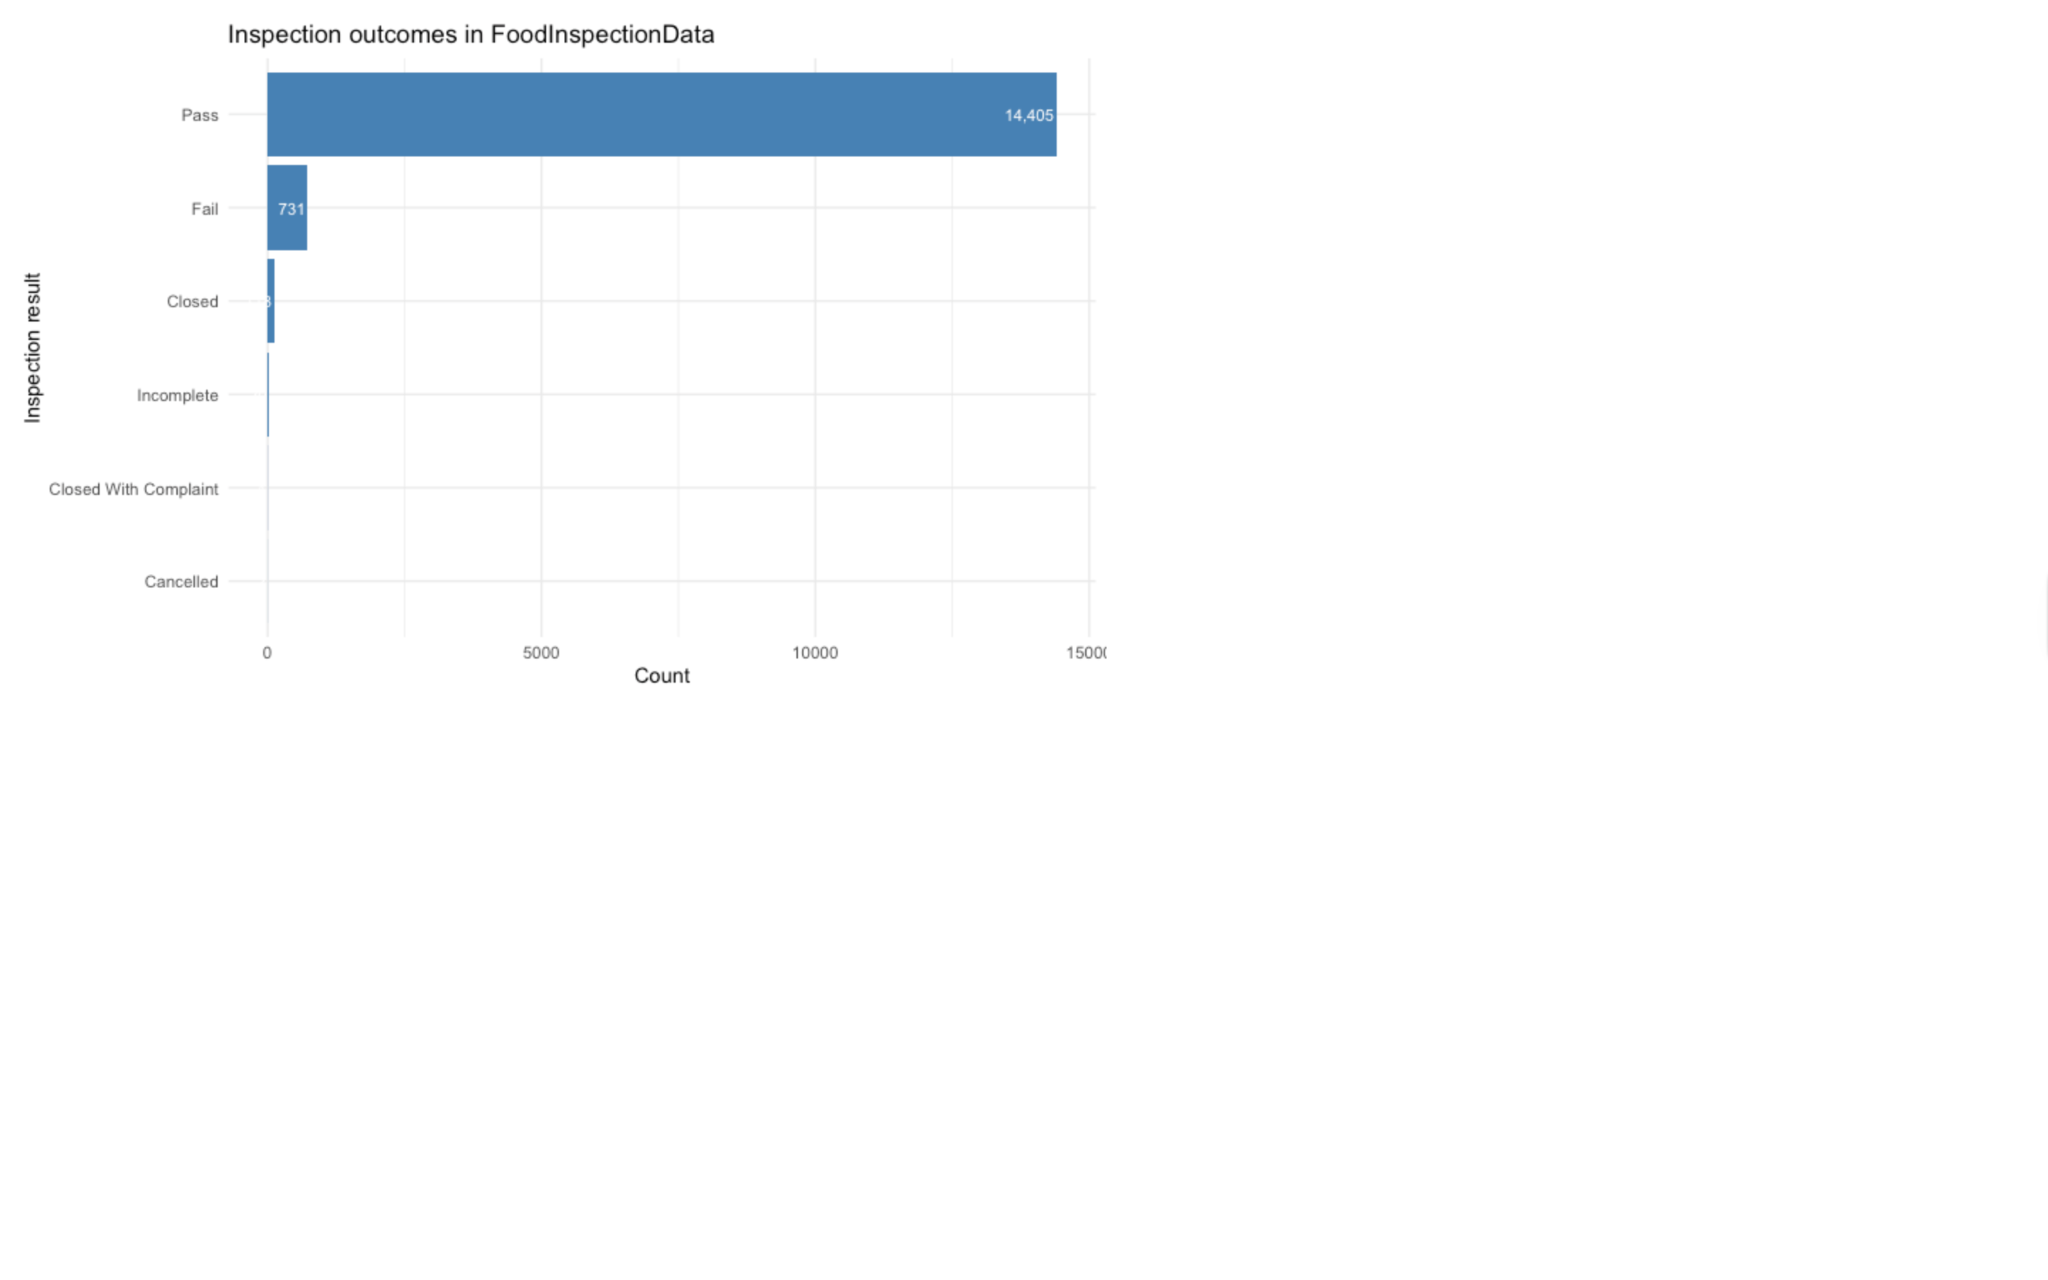 Inspection outcomes in FoodInspectionData
Pass
14,405
Fail
731
Closed
Incomplete
Closed With Complaint
Cancelled
Inspection result
0
5000
10000
Count